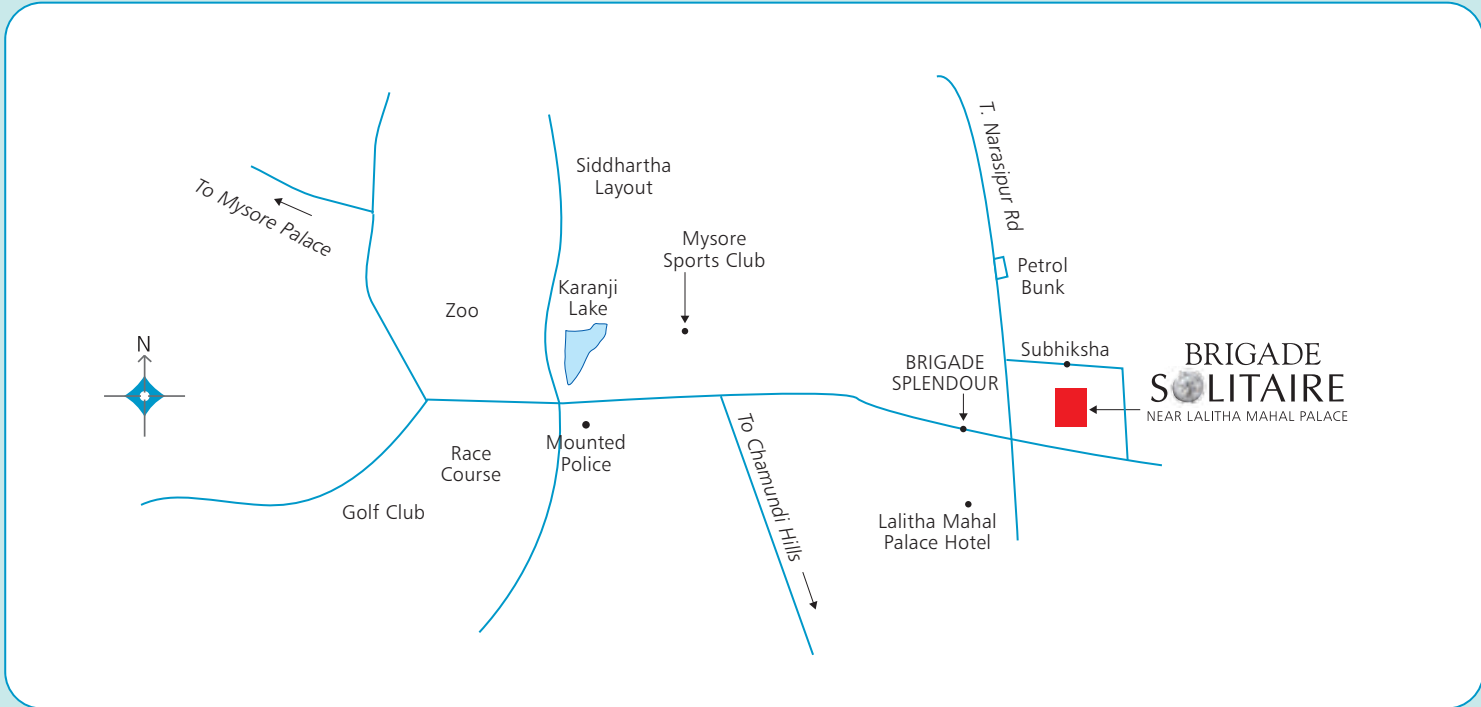 T. Narasipur Rd
Siddhartha
Layout
To Mysore Palace
Mysore
Sports Club
Petrol
Bunk
Karanji
Lake
Zoo
N
Subhiksha
BRIGADE
SOLITAIRE
NEAR LALITHA MAHAL PALACE
BRIGADE
SPLENDOUR
Mounted
Police
Race
Course
To Chamundi Hills
Golf Club
Lalitha Mahal
Palace Hotel